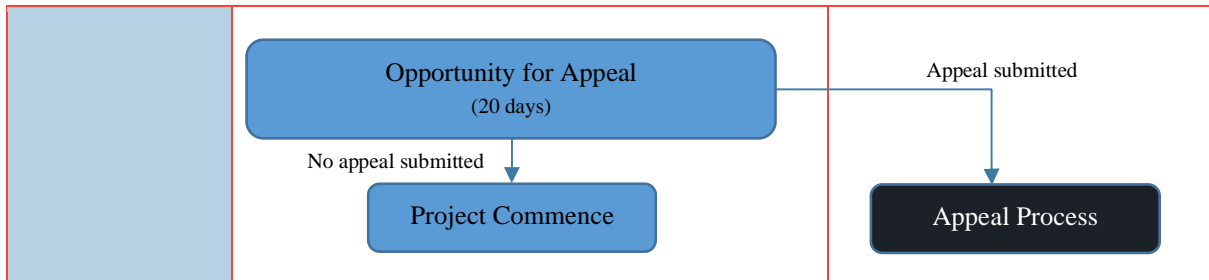 Opportunity for Appeal
(20 days)
Appeal submitted
No appeal submitted
Project Commence
Appeal Process